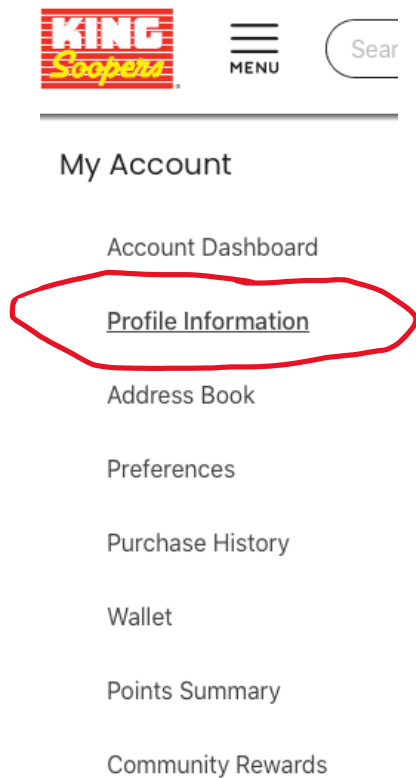 KING
Soopers
MENU
Sear
My Account
Account Dashboard
Profile Information
Address Book
Preferences
Purchase History
Wallet
Points Summary
Community Rewards